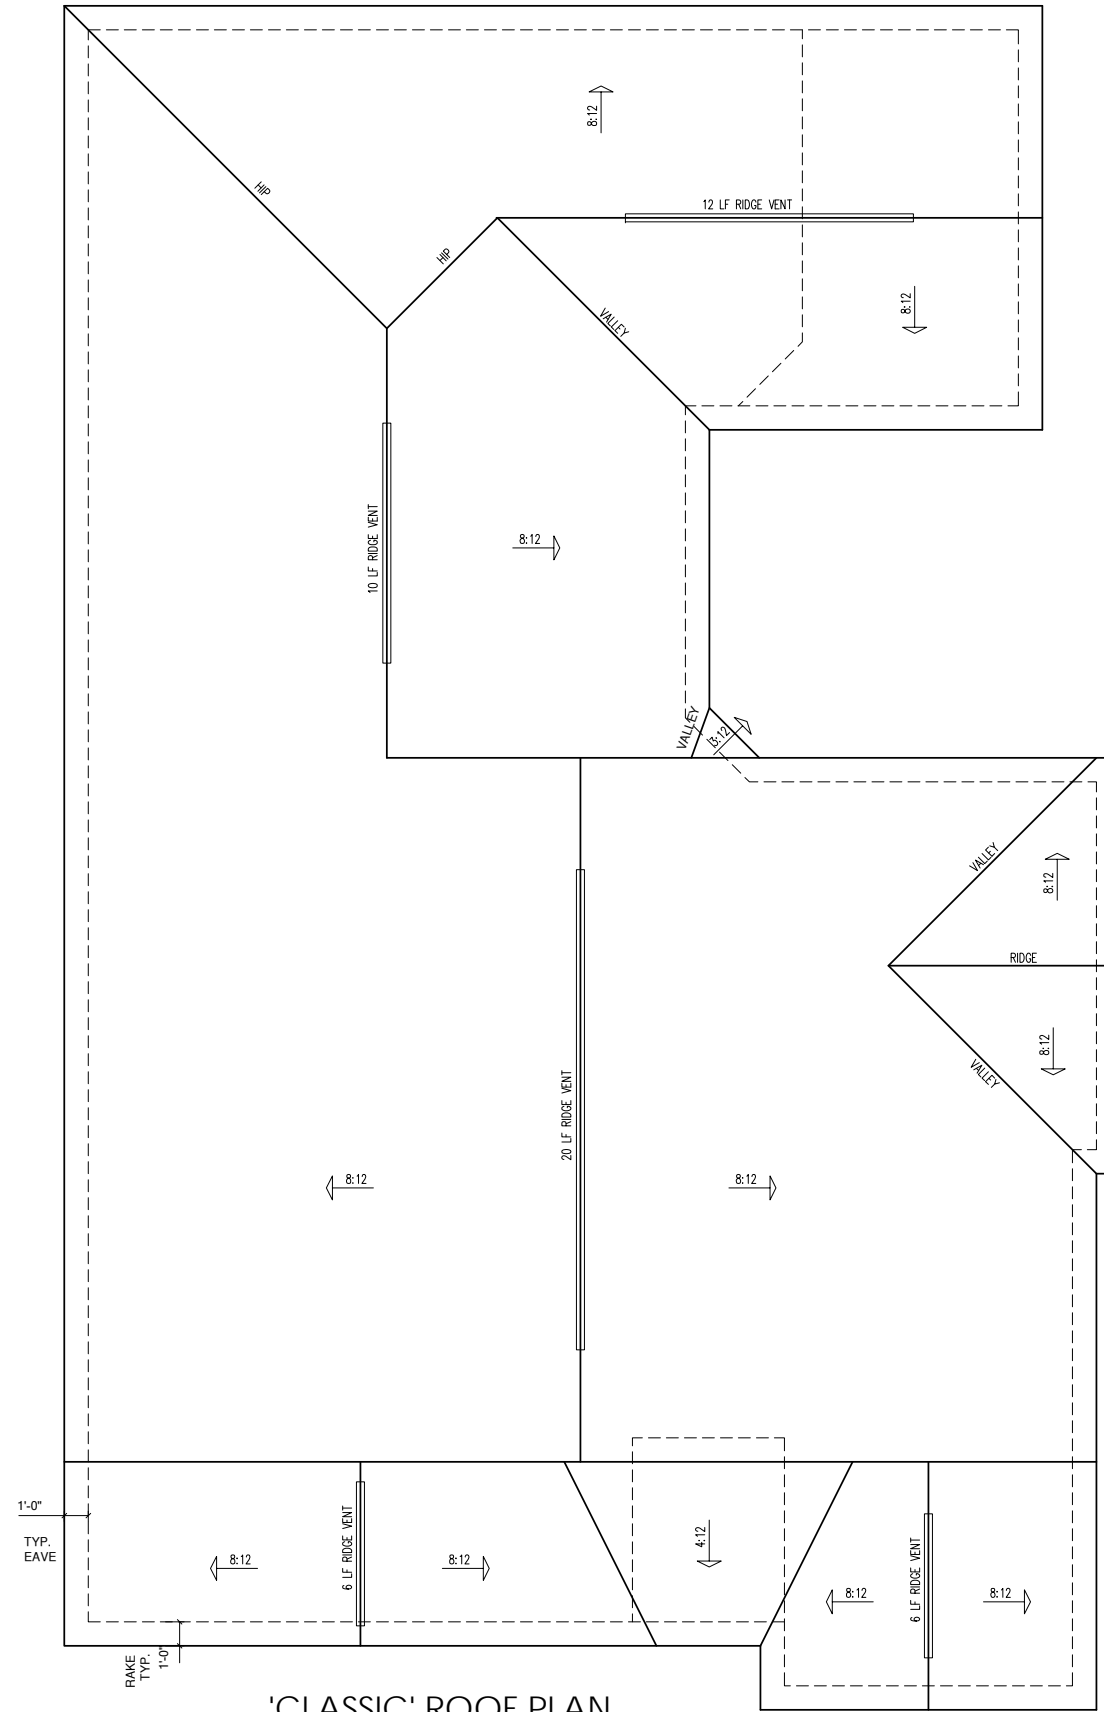 8:12
HIP
12 LF RIDGE VENT
HIP
8:12
VALLEY
10 LF RIDGE VENT
8:12
VALLEY
3:12
VALLEY
8:12
RIDGE
8:12
VALLEY
20 LF RIDGE VENT
8:12
8:12
1'-0"
TYP.
EAVE
8:12
6 LF RIDGE VENT
8:12
4:12
8:12
6 LF RIDGE VENT
8:12
RAKE
TYP.
1'-0"
'CLASSIC' ROOF PLAN